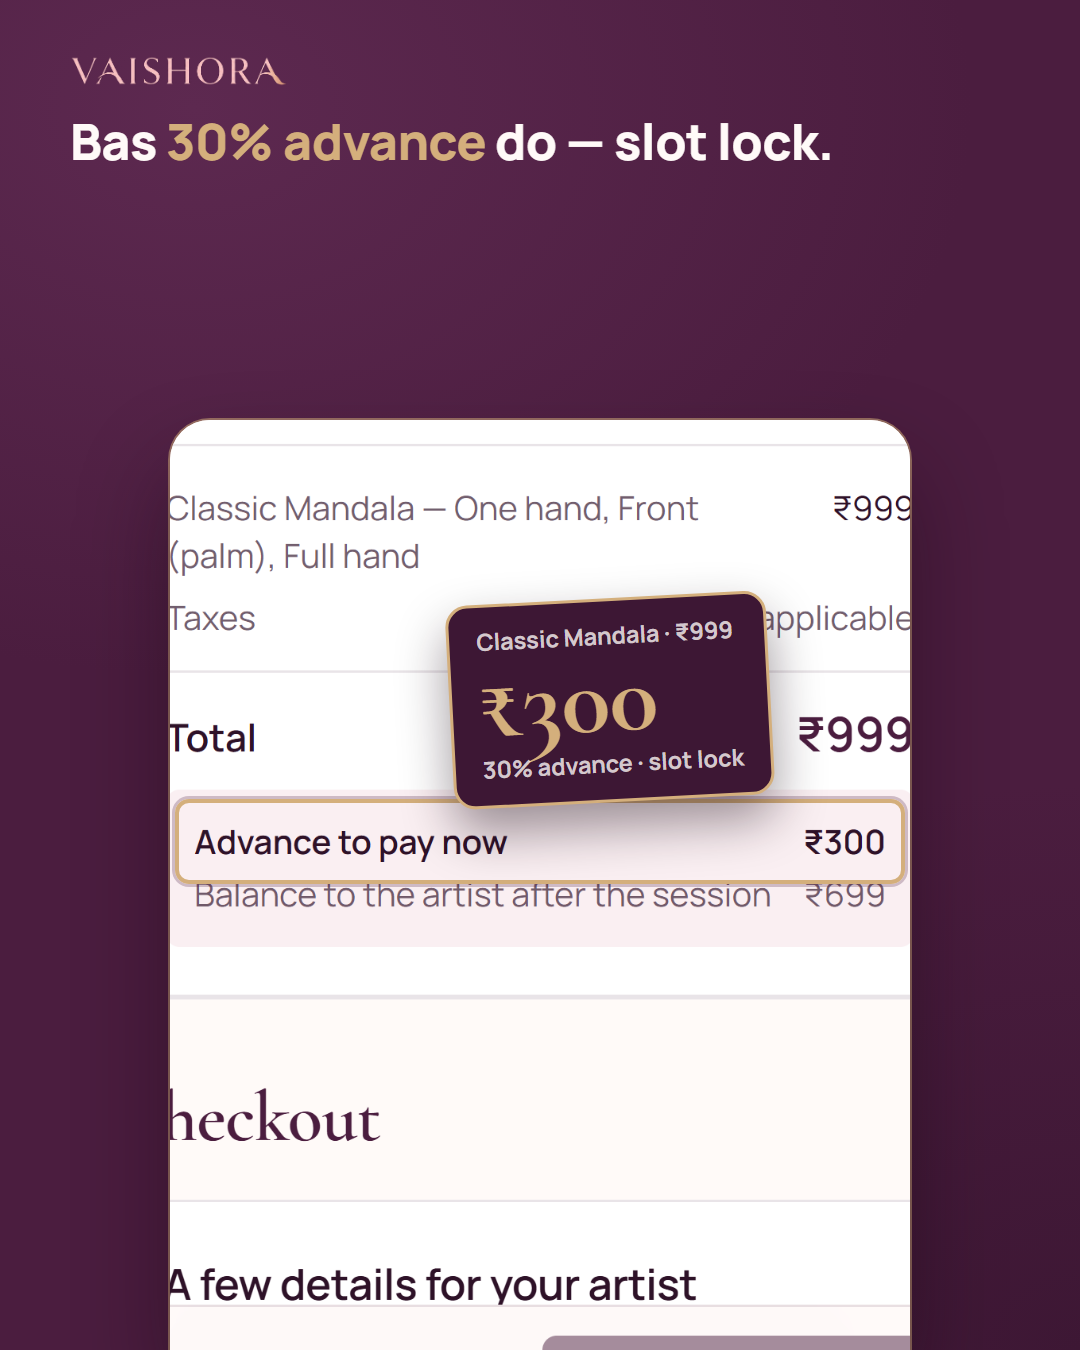 VAISHORA
Bas 30% advance do — slot lock.
Classic Mandala — One hand, Front
(palm), Full hand
₹999
Taxes
applicable
Classic Mandala · ₹999
₹300
30% advance · slot lock
Total
₹999
Advance to pay now
₹300
Balance to the artist after the session
₹699
heckout
A few details for your artist